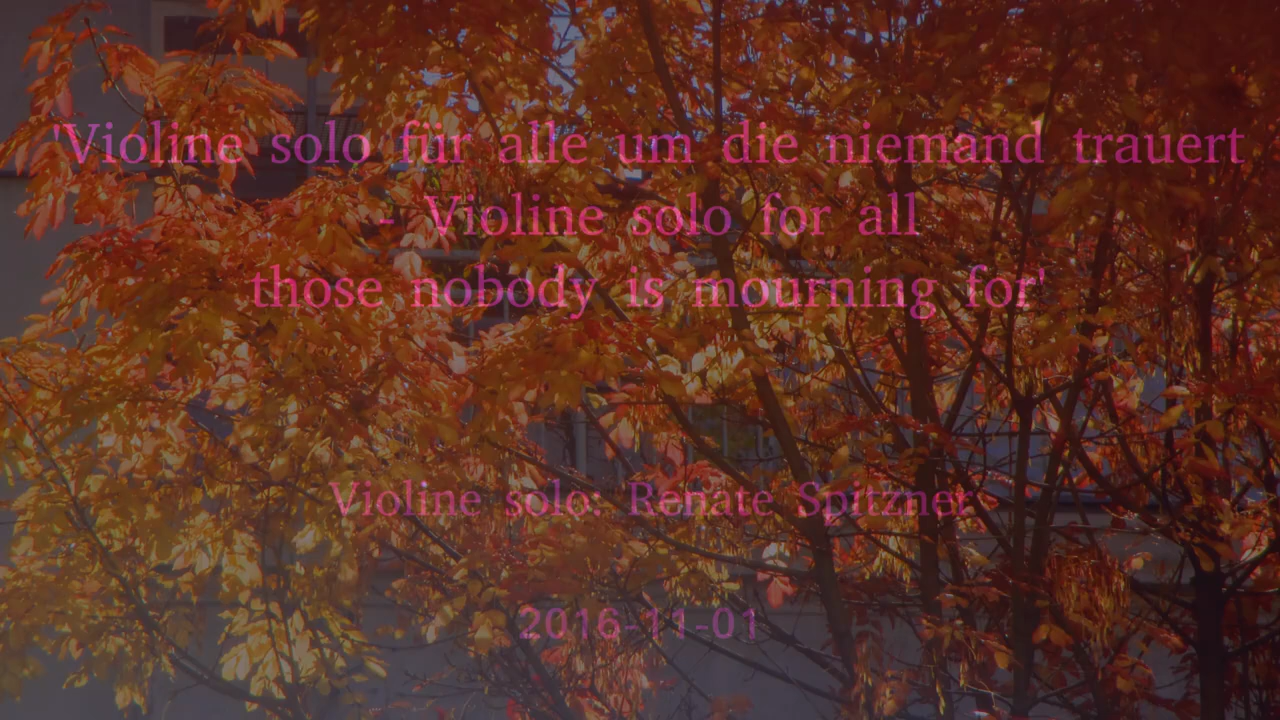 'Violine solo für alle um die niemand trauert
- Violine solo for all
those nobody is mourning for'
Violine solo: Renate Spitzner
2016-11-01